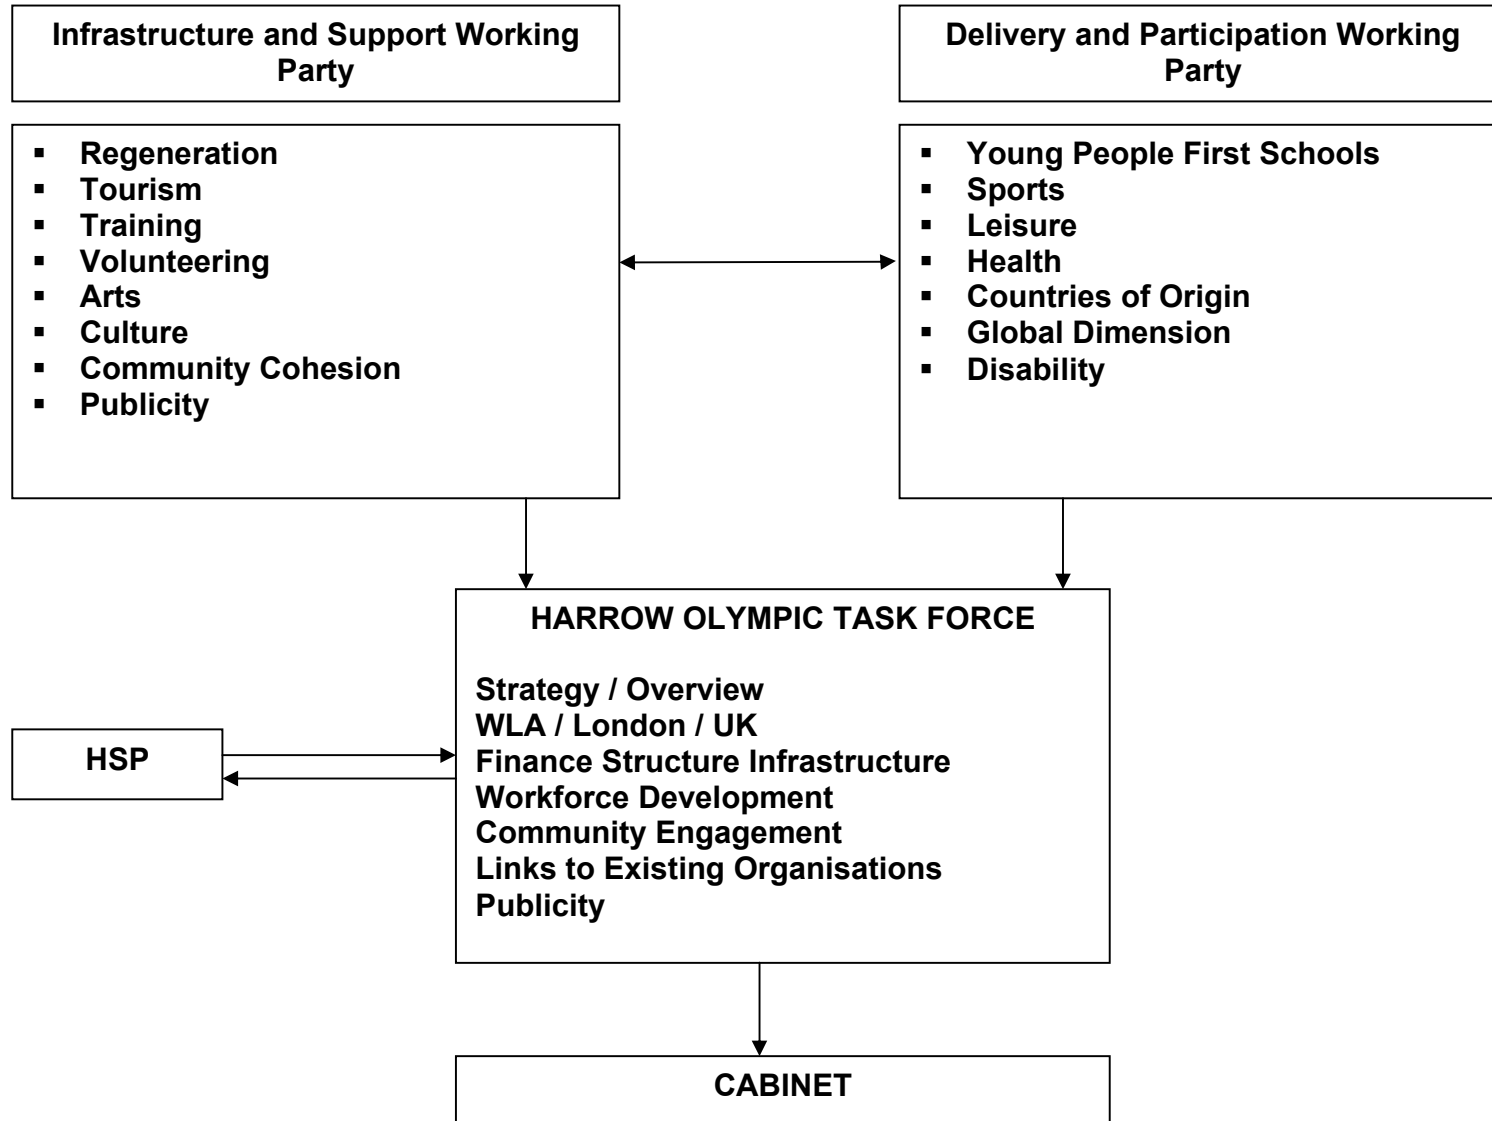 Infrastructure and Support Working
Party
Delivery and Participation Working
Party
▪ Regeneration
▪ Tourism
▪ Training
▪ Volunteering
▪ Arts
▪ Culture
▪ Community Cohesion
▪ Publicity
▪ Young People First Schools
▪ Sports
▪ Leisure
▪ Health
▪ Countries of Origin
▪ Global Dimension
▪ Disability
HARROW OLYMPIC TASK FORCE
Strategy / Overview
WLA / London / UK
Finance Structure Infrastructure
Workforce Development
Community Engagement
Links to Existing Organisations
Publicity
HSP
CABINET